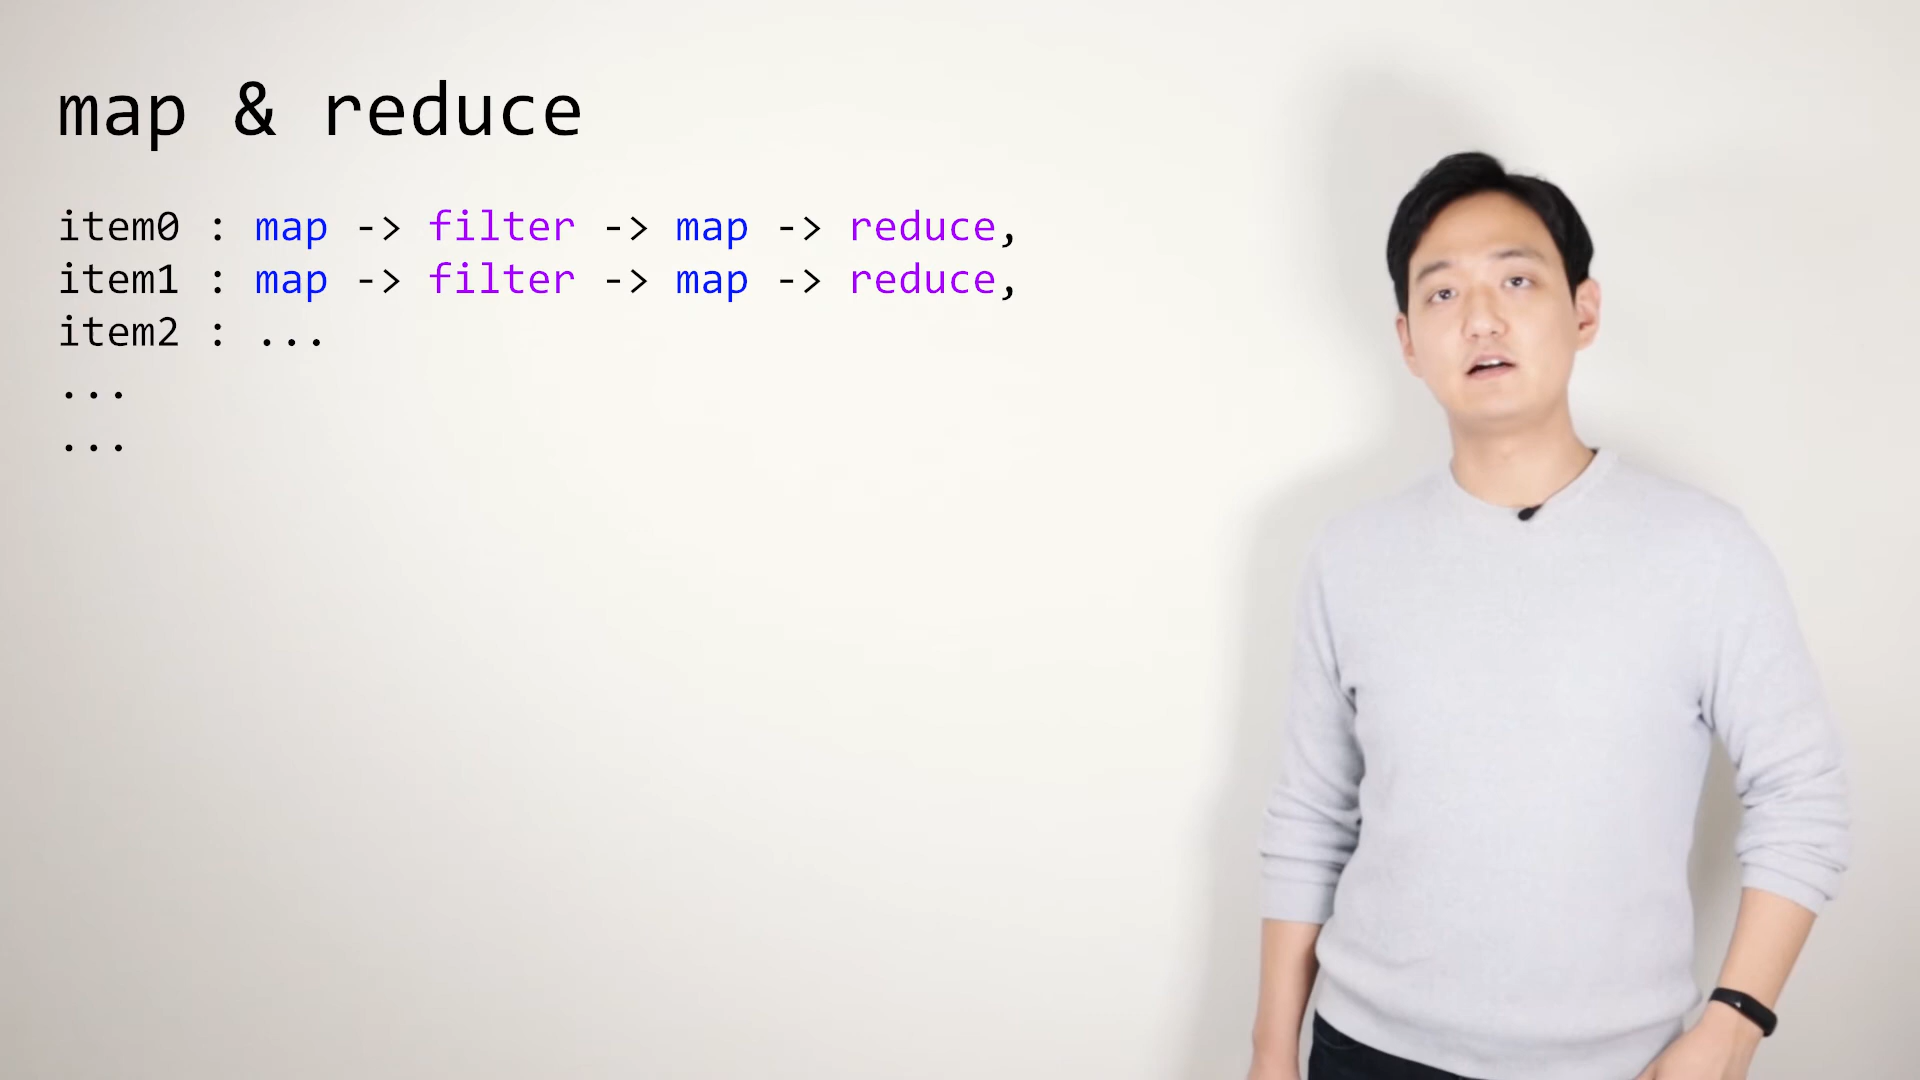 map & reduce
item0 : map -> filter -> map -> reduce,
item1 : map -> filter -> map -> reduce,
item2 : ...
...
...